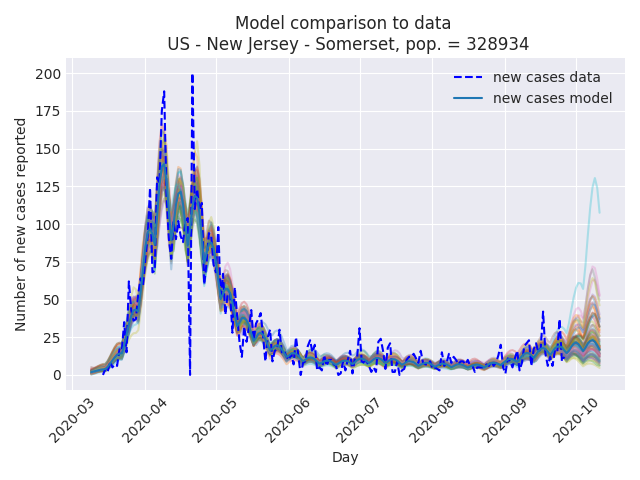 Model comparison to data
US - New Jersey - Somerset, pop. = 328934
new cases data
new cases model
Number of new cases reported
200
175
150
125
100
75
50
25
0
2020-03
2020-04
2020-05
2020-06
2020-07
2020-08
2020-09
2020-10
Day